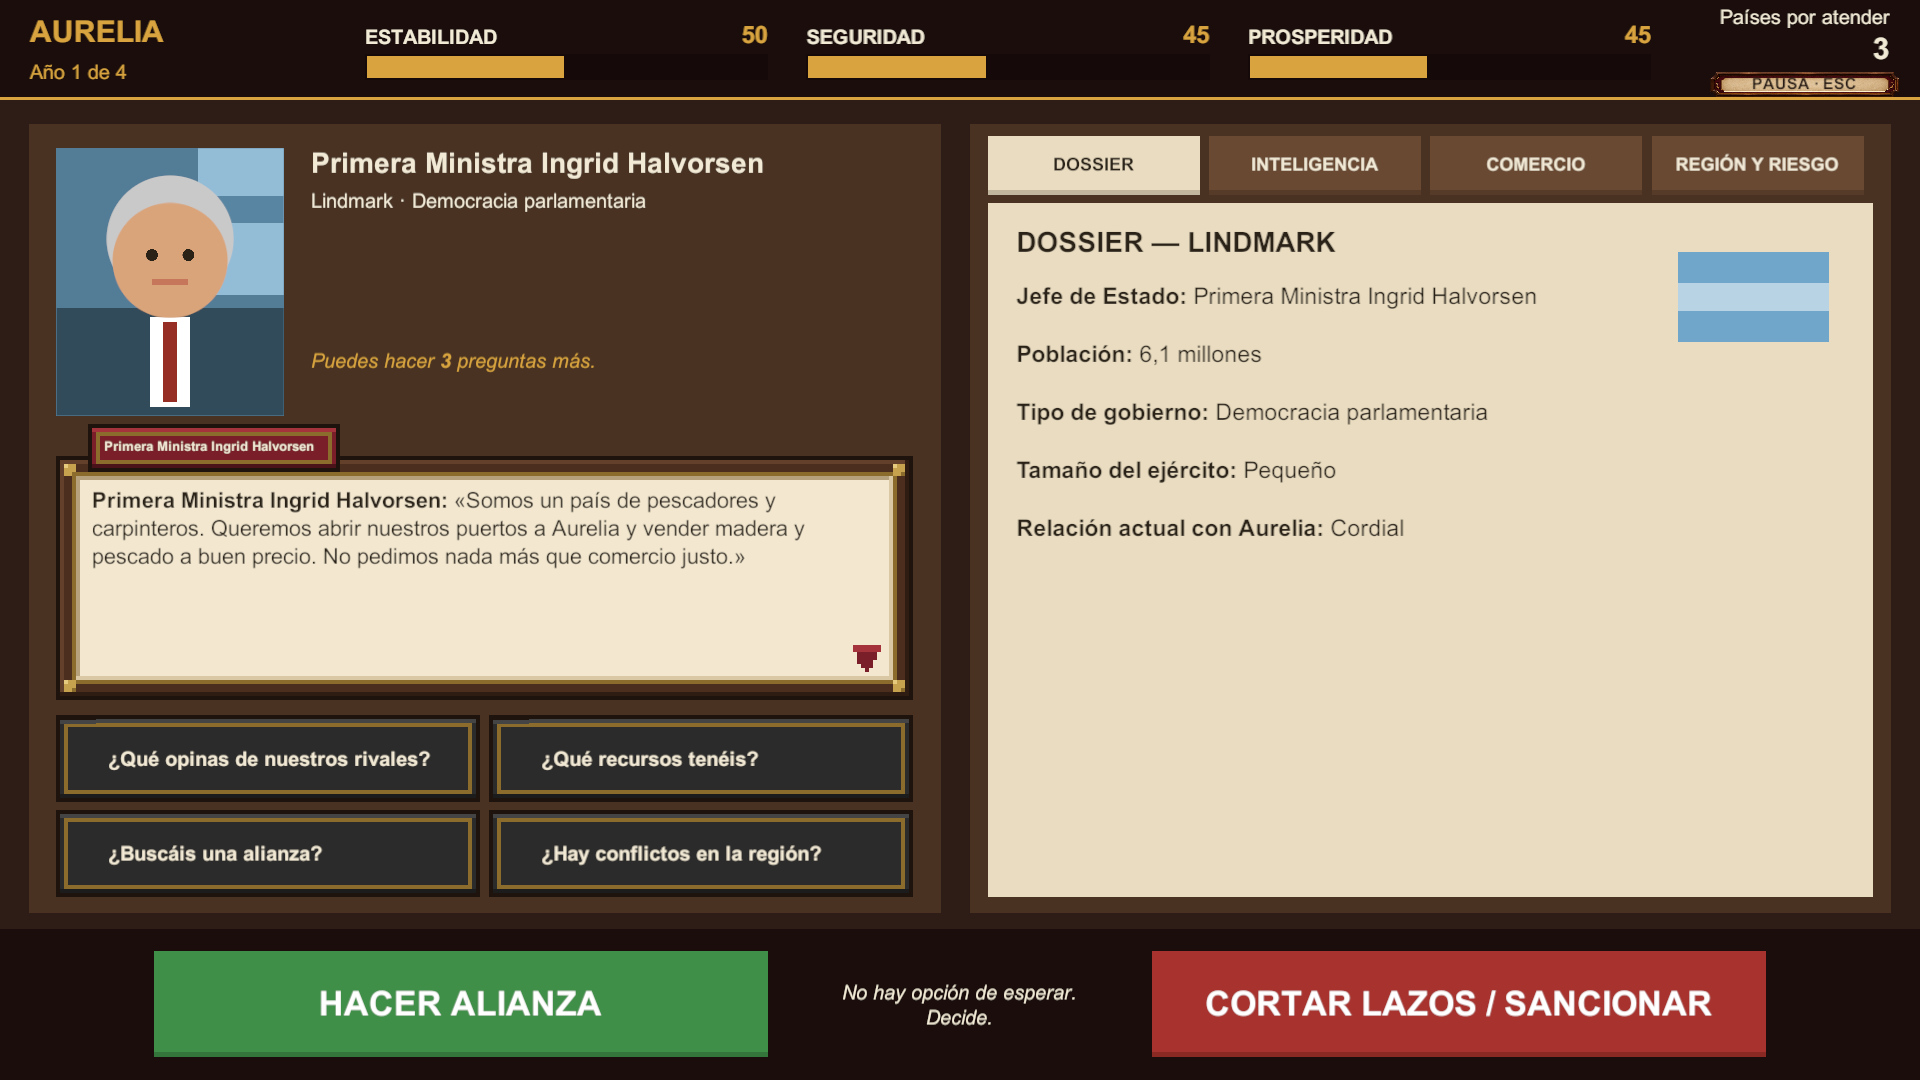 AURELIA
Año 1 de 4
ESTABILIDAD 50
SEGURIDAD 45
PROSPERIDAD 45
Países por atender
3
PAUSA · ESC
Primera Ministra Ingrid Halvorsen
Lindmark · Democracia parlamentaria
Puedes hacer 3 preguntas más.
Primera Ministra Ingrid Halvorsen
Primera Ministra Ingrid Halvorsen: «Somos un país de pescadores y
carpinteros. Queremos abrir nuestros puertos a Aurelia y vender madera y
pescado a buen precio. No pedimos nada más que comercio justo.»
¿Qué opinas de nuestros rivales?
¿Qué recursos tenéis?
¿Buscáis una alianza?
¿Hay conflictos en la región?
DOSSIER
INTELIGENCIA
COMERCIO
REGIÓN Y RIESGO
DOSSIER — LINDMARK
Jefe de Estado: Primera Ministra Ingrid Halvorsen
Población: 6,1 millones
Tipo de gobierno: Democracia parlamentaria
Tamaño del ejército: Pequeño
Relación actual con Aurelia: Cordial
HACER ALIANZA
No hay opción de esperar.
Decide.
CORTAR LAZOS / SANCIONAR